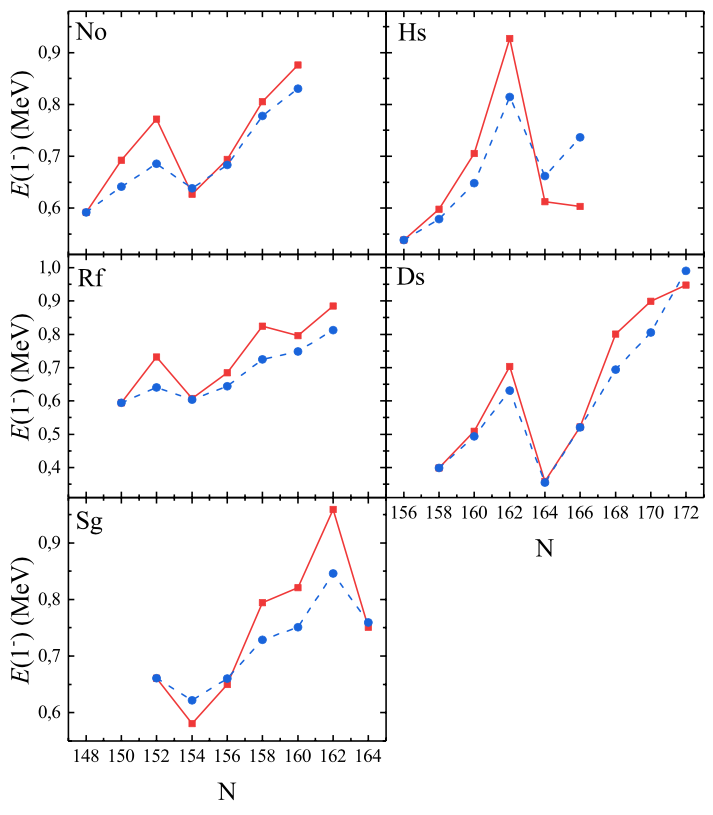 No
Hs
E(1⁻) (MeV)
0,9
0,8
0,7
0,6
Rf
Ds
E(1⁻) (MeV)
1,0
0,9
0,8
0,7
0,6
0,5
0,4
156 158 160 162 164 166 168 170 172
N
Sg
E(1⁻) (MeV)
0,9
0,8
0,7
0,6
148 150 152 154 156 158 160 162 164
N